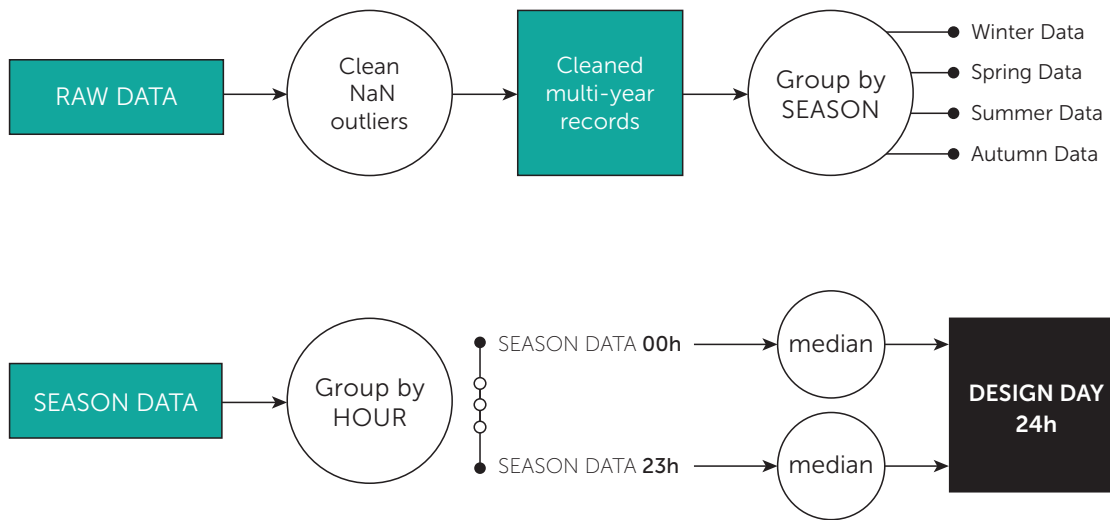 RAW DATA
Clean
NaN
outliers
Cleaned
multi-year
records
Group by
SEASON
Winter Data
Spring Data
Summer Data
Autumn Data
SEASON DATA
Group by
HOUR
SEASON DATA 00h
median
SEASON DATA 23h
median
DESIGN DAY
24h